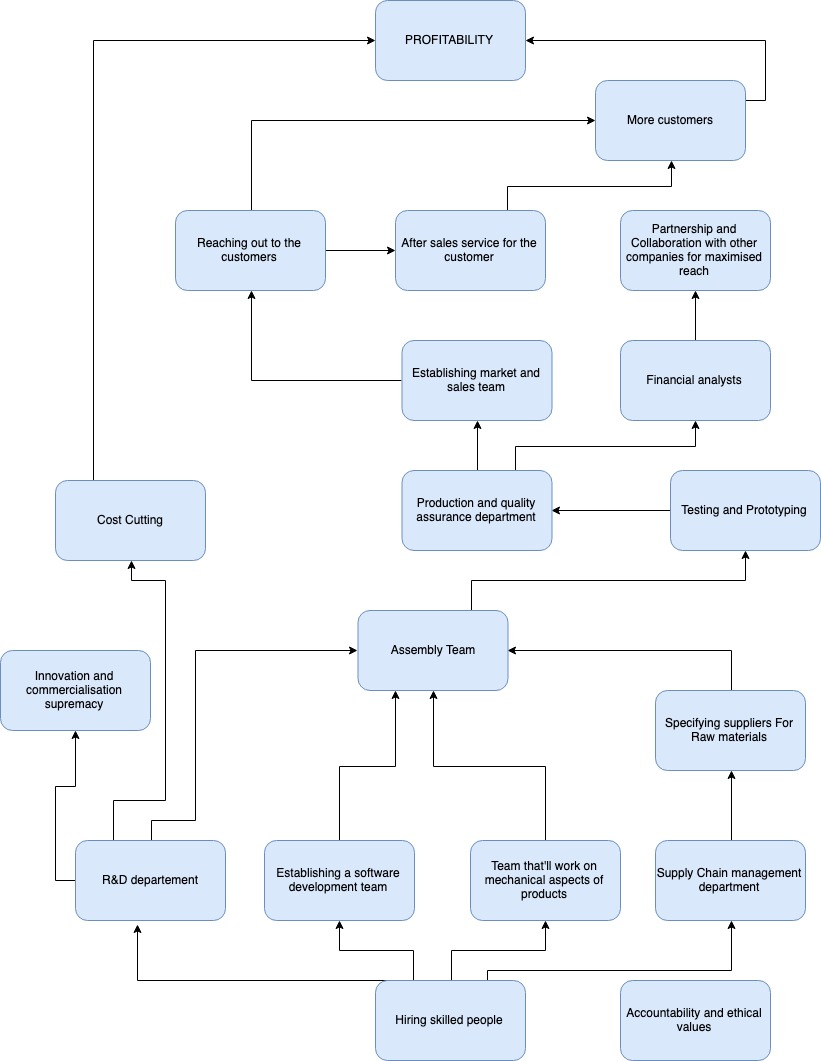 PROFITABILITY
More customers
Reaching out to the
customers
After sales service for the
customer
Partnership and
Collaboration with other
companies for maximised
reach
Establishing market and
sales team
Financial analysts
Cost Cutting
Production and quality
assurance department
Testing and Prototyping
Assembly Team
Innovation and
commercialisation
supremacy
Specifying suppliers For
Raw materials
R&D departement
Establishing a software
development team
Team that'll work on
mechanical aspects of
products
Supply Chain management
department
Hiring skilled people
Accountability and ethical
values